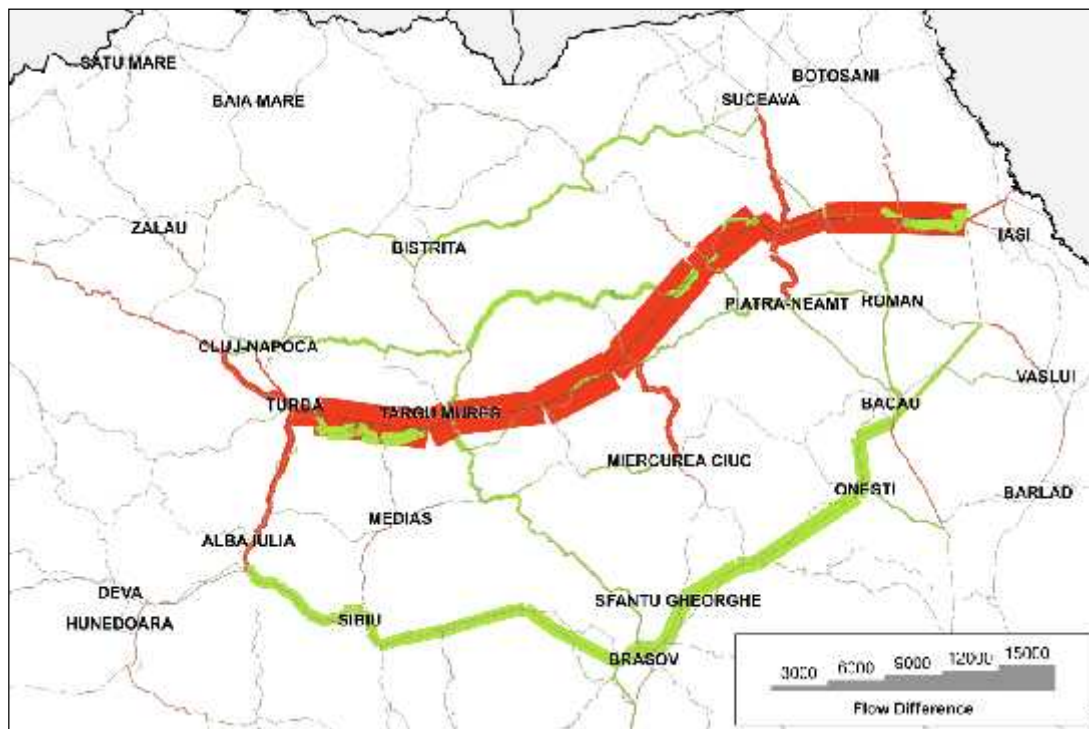 SATU MARE
BOTOSANI
BAIA MARE
SUCEAVA
ZALAU
BISTRITA
IASI
PIATRA-NEAMT
ROMAN
CLUJ-NAPOCA
VASLUI
TURDA
TARGU MURES
BACAU
MIERCUREA CIUC
ONESTI
BARLAD
MEDIAS
ALBA IULIA
DEVA
SFANTU GHEORGHE
HUNEDOARA
SIBIU
BRASOV
3000 6000 9000 12000 15000
Flow Difference